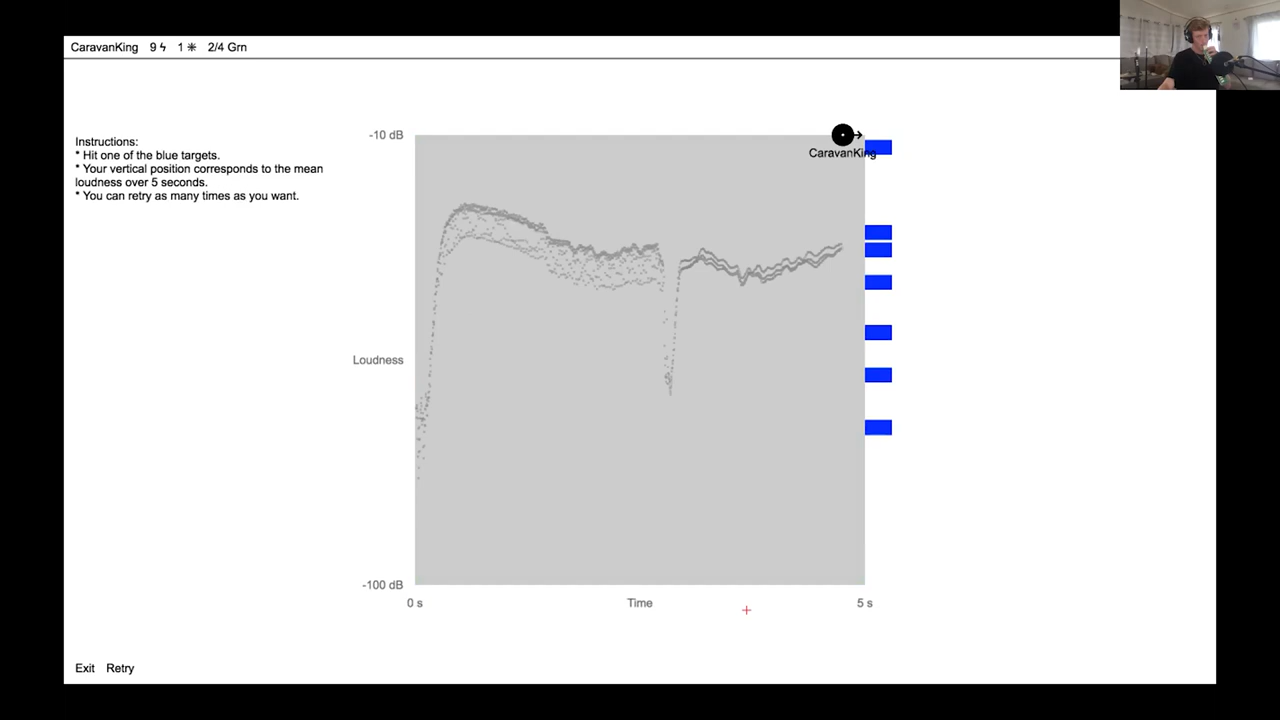 CaravanKing 9ϟ 1✳ 2/4 Grn
Instructions:
* Hit one of the blue targets.
* Your vertical position corresponds to the mean
loudness over 5 seconds.
* You can retry as many times as you want.
-10 dB
CaravanKing
Loudness
-100 dB
0 s Time 5 s
Exit Retry